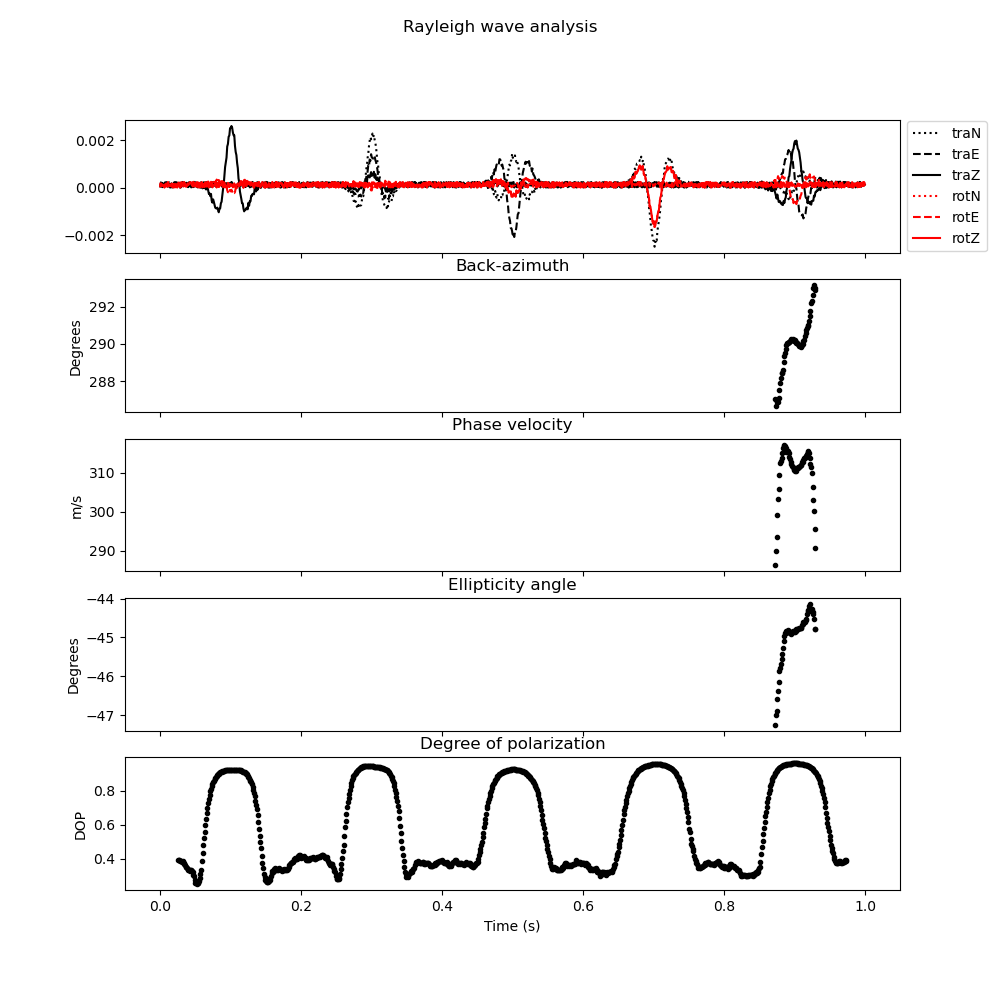 Rayleigh wave analysis
0.002
0.000
−0.002
traN
traE
traZ
rotN
rotE
rotZ
Back-azimuth
292
290
288
Degrees
Phase velocity
310
300
290
m/s
Ellipticity angle
−44
−45
−46
−47
Degrees
Degree of polarization
0.8
0.6
0.4
DOP
0.0 0.2 0.4 0.6 0.8 1.0
Time (s)